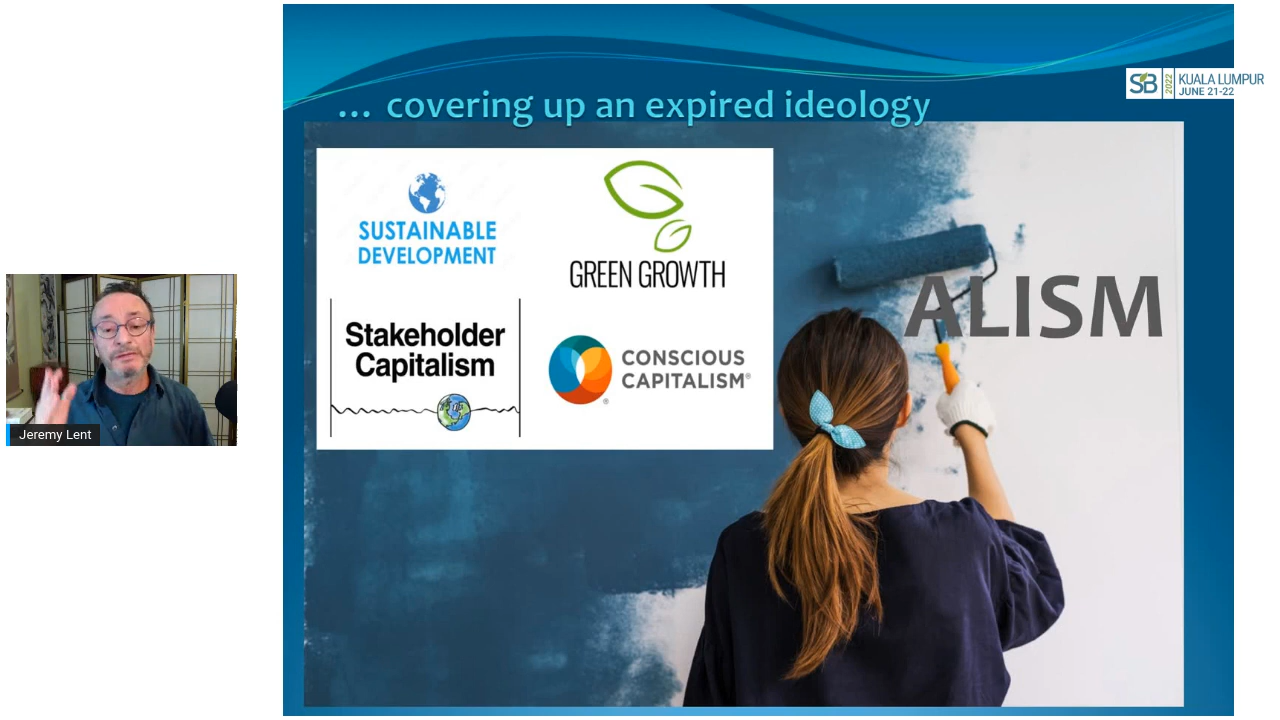 … covering up an expired ideology
SB
2022
KUALA LUMPUR
JUNE 21-22
SUSTAINABLE
DEVELOPMENT
GREEN GROWTH
Stakeholder
Capitalism
CONSCIOUS
CAPITALISM®
®
ALISM
Jeremy Lent